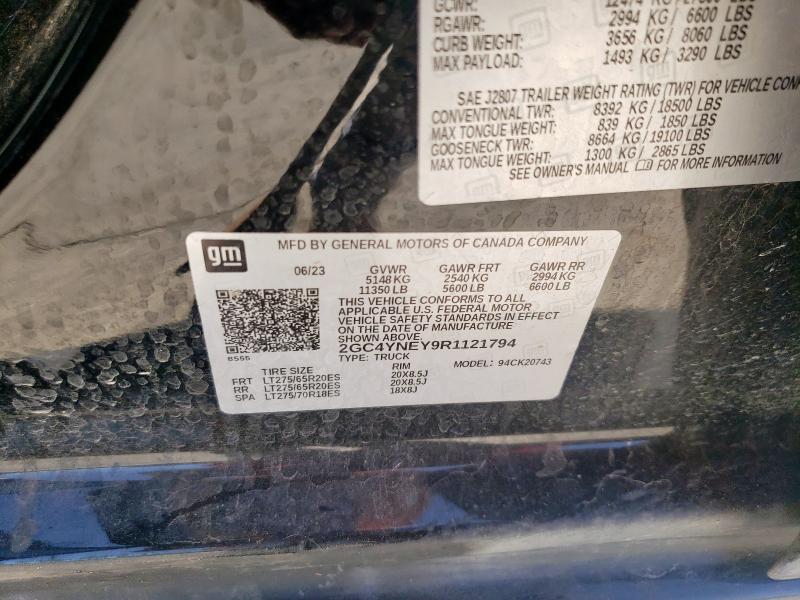 GCWR:
RGAWR: 2994 KG / 6600 LBS
CURB WEIGHT: 3656 KG / 8060 LBS
MAX PAYLOAD: 1493 KG / 3290 LBS
SAE J2807 TRAILER WEIGHT RATING (TWR) FOR VEHICLE
CONVENTIONAL TWR: 8392 KG / 18500 LBS
MAX TONGUE WEIGHT: 839 KG / 1850 LBS
GOOSENECK TWR: 8664 KG / 19100 LBS
MAX TONGUE WEIGHT: 1300 KG / 2865 LBS
SEE OWNER'S MANUAL FOR MORE INFORMATION
gm
MFD BY GENERAL MOTORS OF CANADA COMPANY
06/23 GVWR GAWR FRT GAWR RR
5148 KG 2540 KG 2994 KG
11350 LB 5600 LB 6600 LB
THIS VEHICLE CONFORMS TO ALL
APPLICABLE U.S. FEDERAL MOTOR
VEHICLE SAFETY STANDARDS IN EFFECT
ON THE DATE OF MANUFACTURE
SHOWN ABOVE.
2GC4YNEY9R1121794
8555 TYPE: TRUCK MODEL: 94CK20743
TIRE SIZE RIM
FRT LT275/65R20ES 20X8.5J
RR LT275/65R20ES 20X8.5J
SPA LT275/70R18ES 18X8J